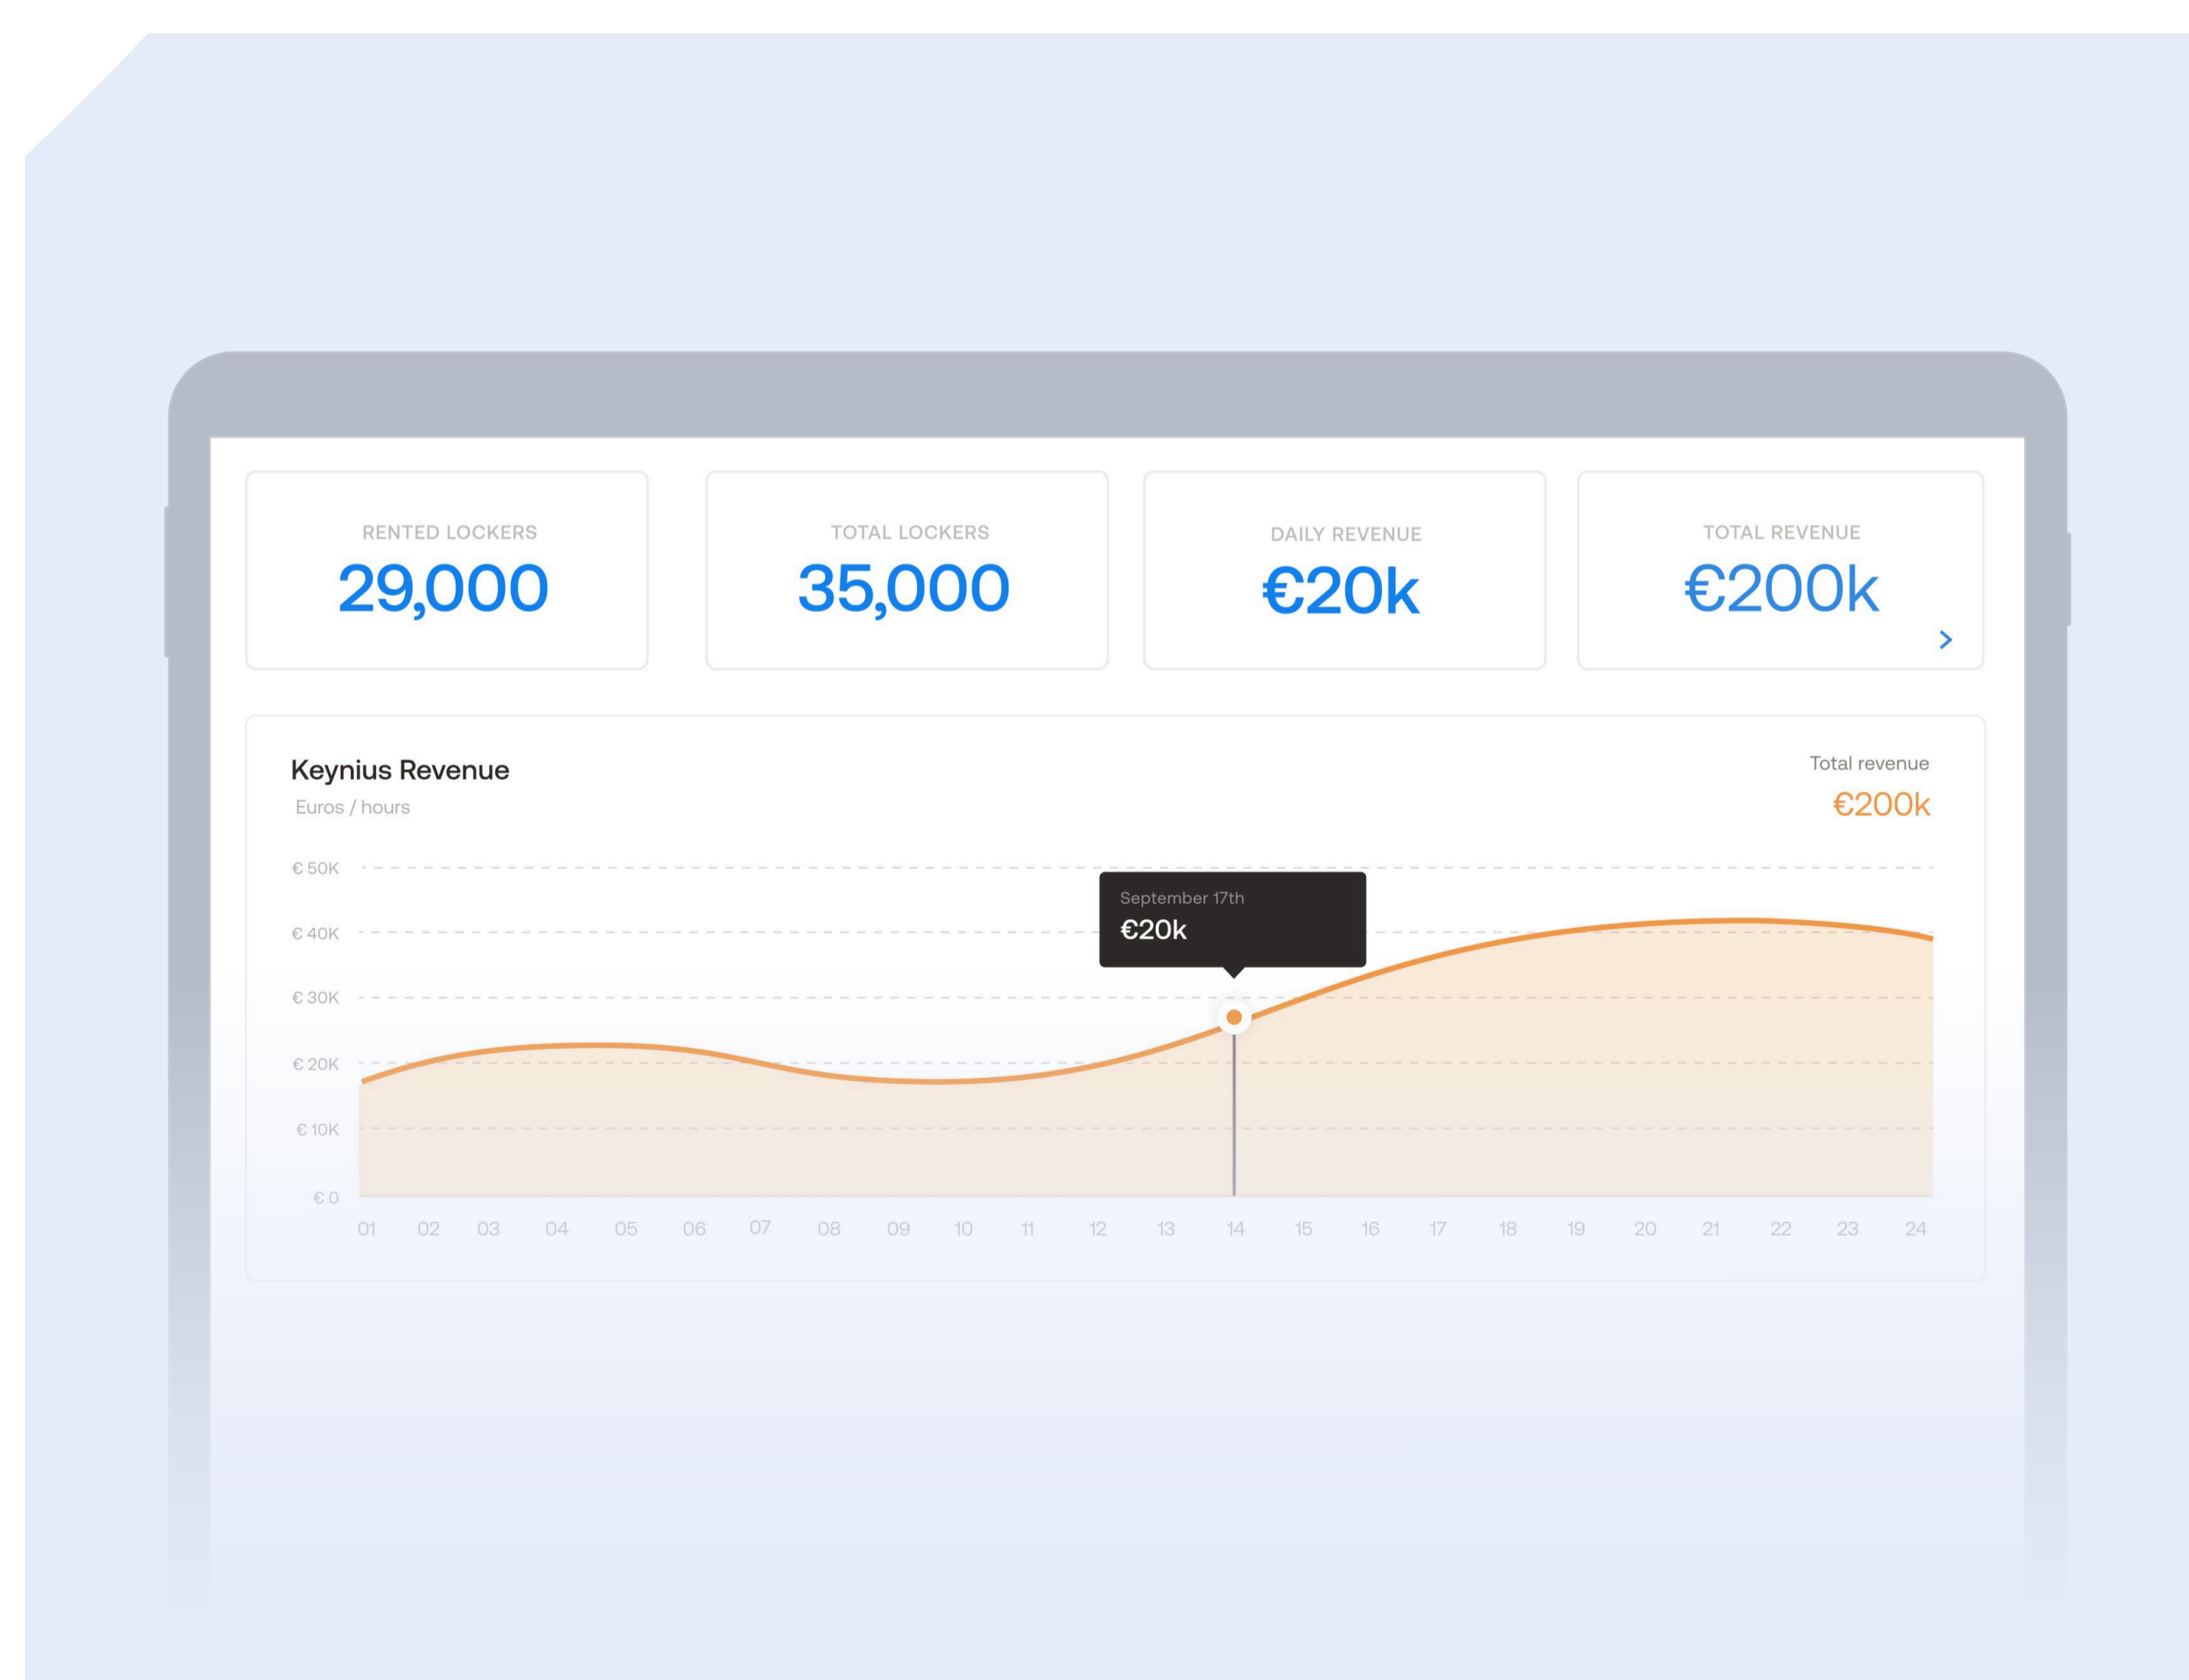 RENTED LOCKERS
29,000
TOTAL LOCKERS
35,000
DAILY REVENUE
€20k
TOTAL REVENUE
€200k
Keynius Revenue
Euros / hours
Total revenue
€200k
€ 50K
September 17th
€20k
€ 40K
€ 30K
€ 20K
€ 10K
€ 0
01 02 03 04 05 06 07 08 09 10 11 12 13 14 15 16 17 18 19 20 21 22 23 24